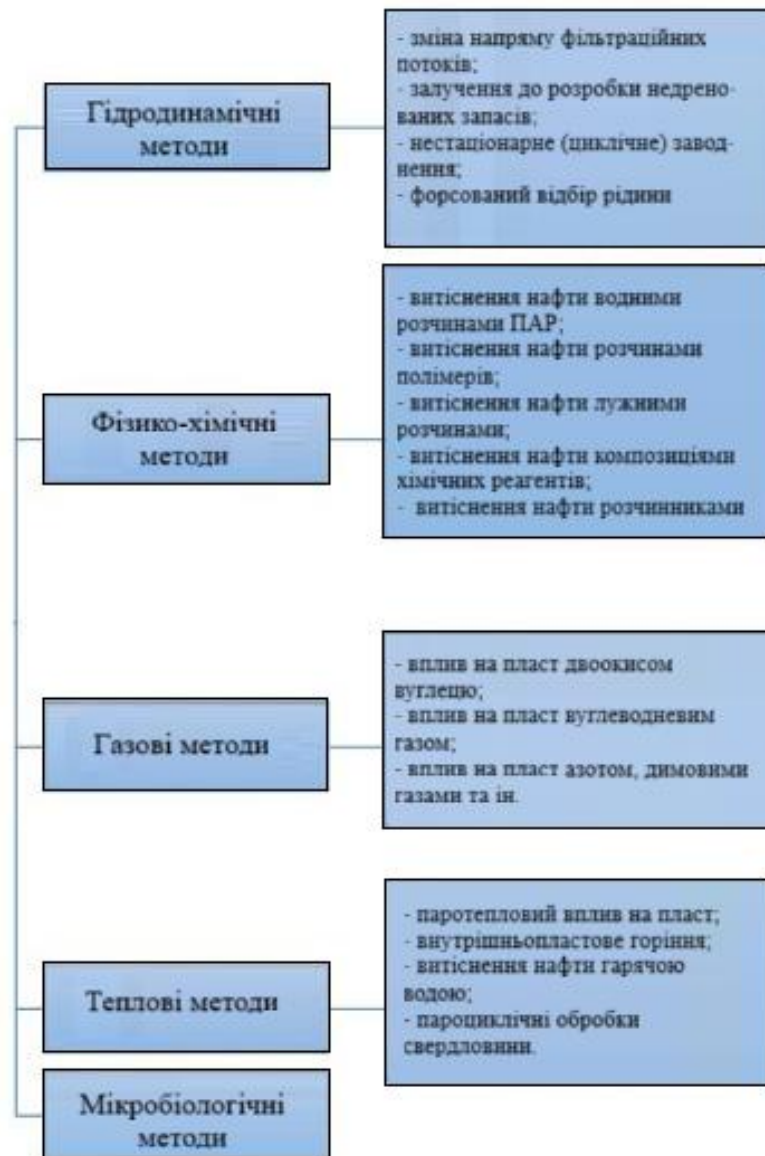 Гідродинамічні
методи
- зміна напряму фільтраційних
потоків;
- залучення до розробки недрено-
ваних запасів;
- нестаціонарне (циклічне) завод-
нення;
- форсований відбір рідини
Фізико-хімічні
методи
- витіснення нафти водними
розчинами ПАР;
- витіснення нафти розчинами
полімерів;
- витіснення нафти лужними
розчинами;
- витіснення нафти композиціями
хімічних реагентів;
- витіснення нафти розчинниками
Газові методи
- вплив на пласт двоокисом
вуглецю;
- вплив на пласт вуглеводневим
газом;
- вплив на пласт азотом, димовими
газами та ін.
Теплові методи
- паротепловий вплив на пласт;
- внутрішньопластове горіння;
- витіснення нафти гарячою
водою;
- пароциклічні обробки
свердловини.
Мікробіологічні
методи